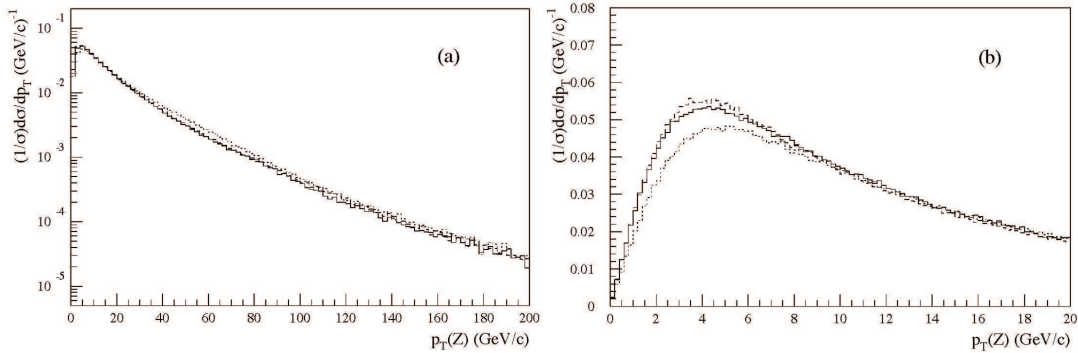 (1/σ)dσ/dp_T (GeV/c)^-1
(a)
10^-1
10^-2
10^-3
10^-4
10^-5
0 20 40 60 80 100 120 140 160 180 200
p_T(Z) (GeV/c)
(1/σ)dσ/dp_T (GeV/c)^-1
(b)
0.08
0.07
0.06
0.05
0.04
0.03
0.02
0.01
0
0 2 4 6 8 10 12 14 16 18 20
p_T(Z) (GeV/c)